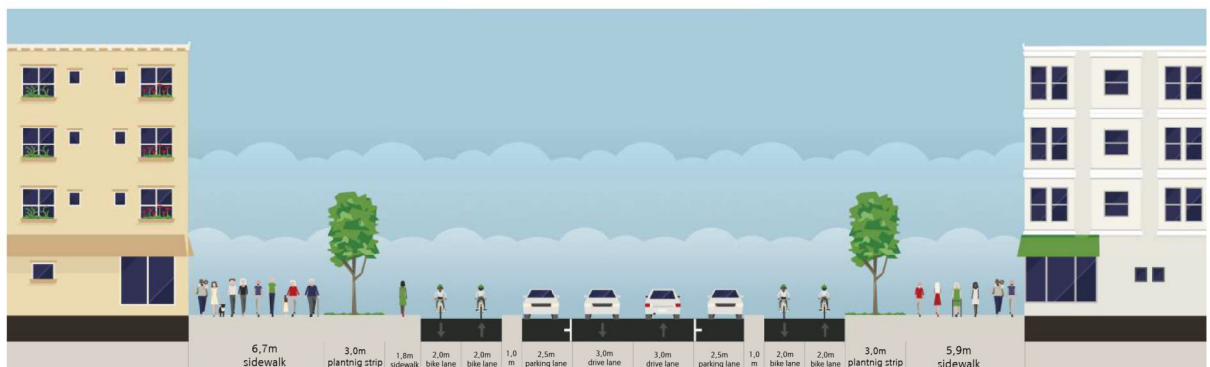 6,7m
sidewalk
3,0m
plantnig strip
1,8m
sidewalk
2,0m
bike lane
2,0m
bike lane
1,0
m
2,5m
parking lane
3,0m
drive lane
3,0m
drive lane
2,5m
parking lane
1,0
m
2,0m
bike lane
2,0m
bike lane
3,0m
plantnig strip
5,9m
sidewalk